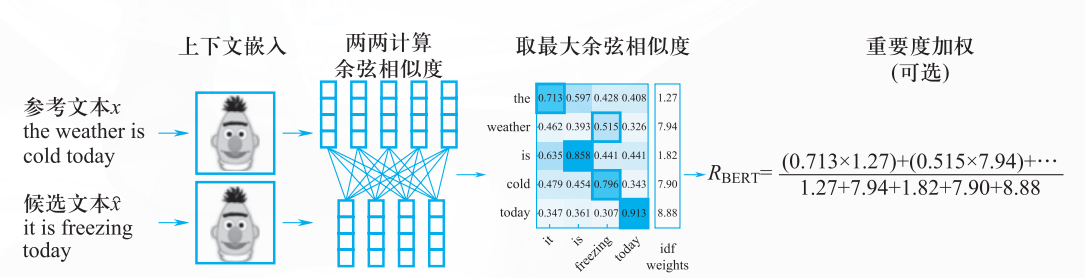 上下文嵌入
两两计算
余弦相似度
取最大余弦相似度
重要度加权
(可选)
参考文本x
the weather is
cold today
候选文本x̂
it is freezing
today
the 0.713 0.597 0.428 0.408 1.27
weather 0.462 0.393 0.515 0.326 7.94
is 0.635 0.858 0.441 0.441 1.82
cold 0.479 0.454 0.796 0.343 7.90
today 0.347 0.361 0.307 0.913 8.88
it is freezing today
idf
weights
R_BERT = (0.713×1.27)+(0.515×7.94)+⋯
1.27+7.94+1.82+7.90+8.88